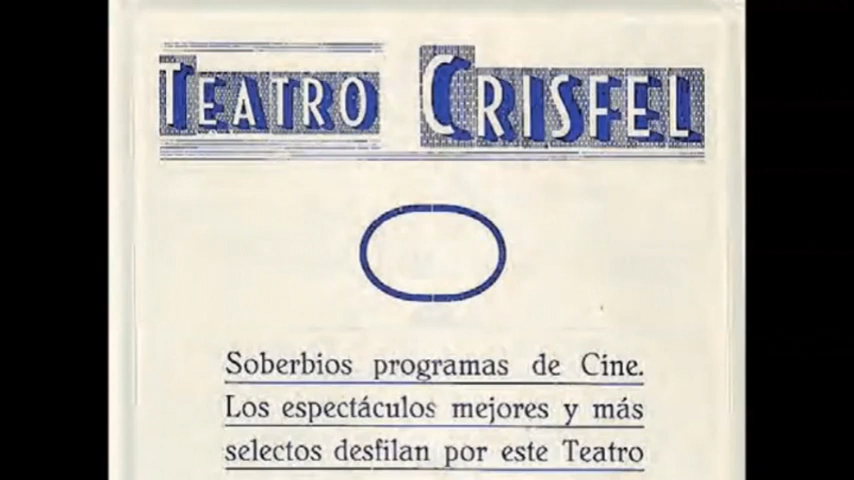 TEATRO CRISFEL
Soberbios programas de Cine.
Los espectáculos mejores y más
selectos desfilan por este Teatro